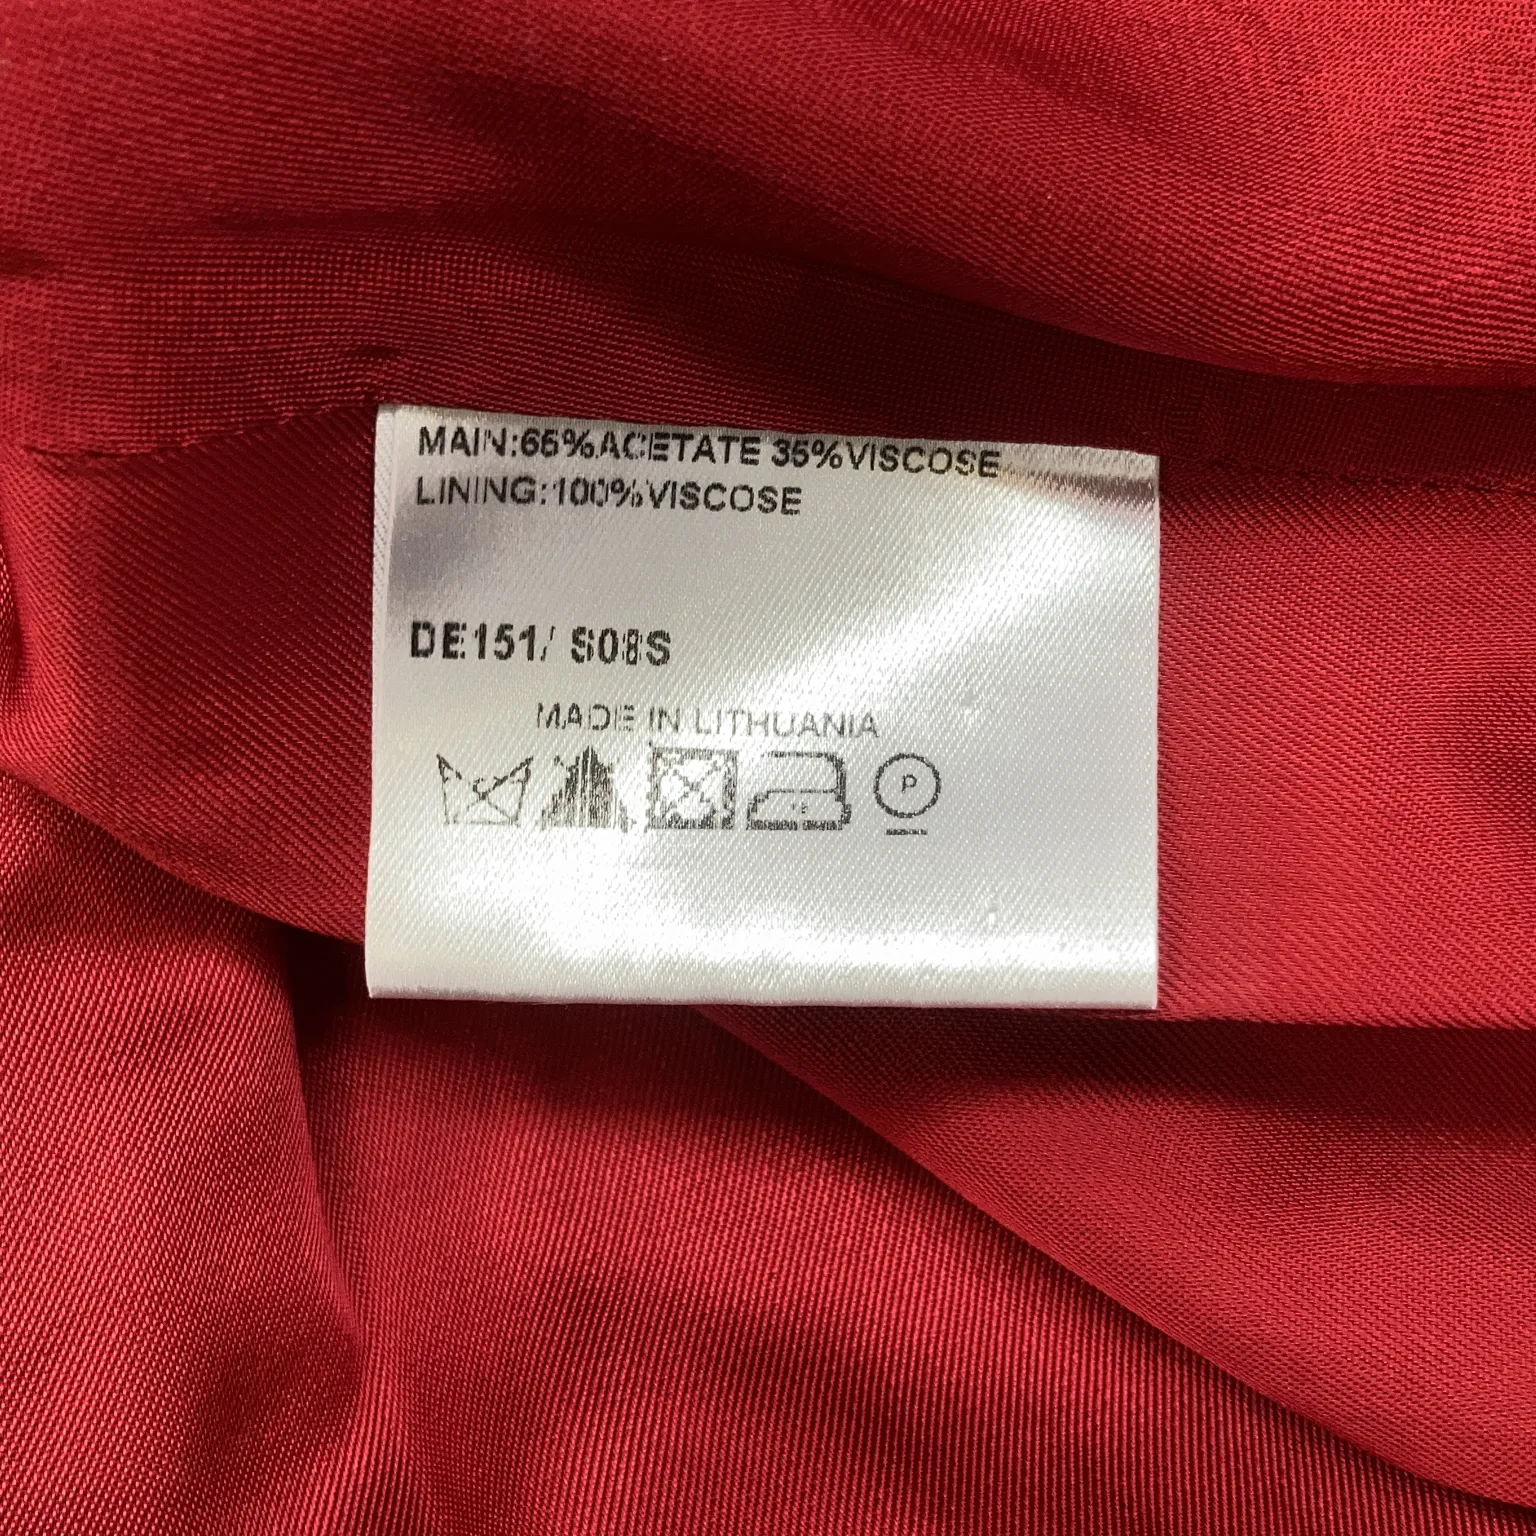 MAIN:65%ACETATE 35%VISCOSE
LINING:100%VISCOSE
DE151/ S08S
MADE IN LITHUANIA
P